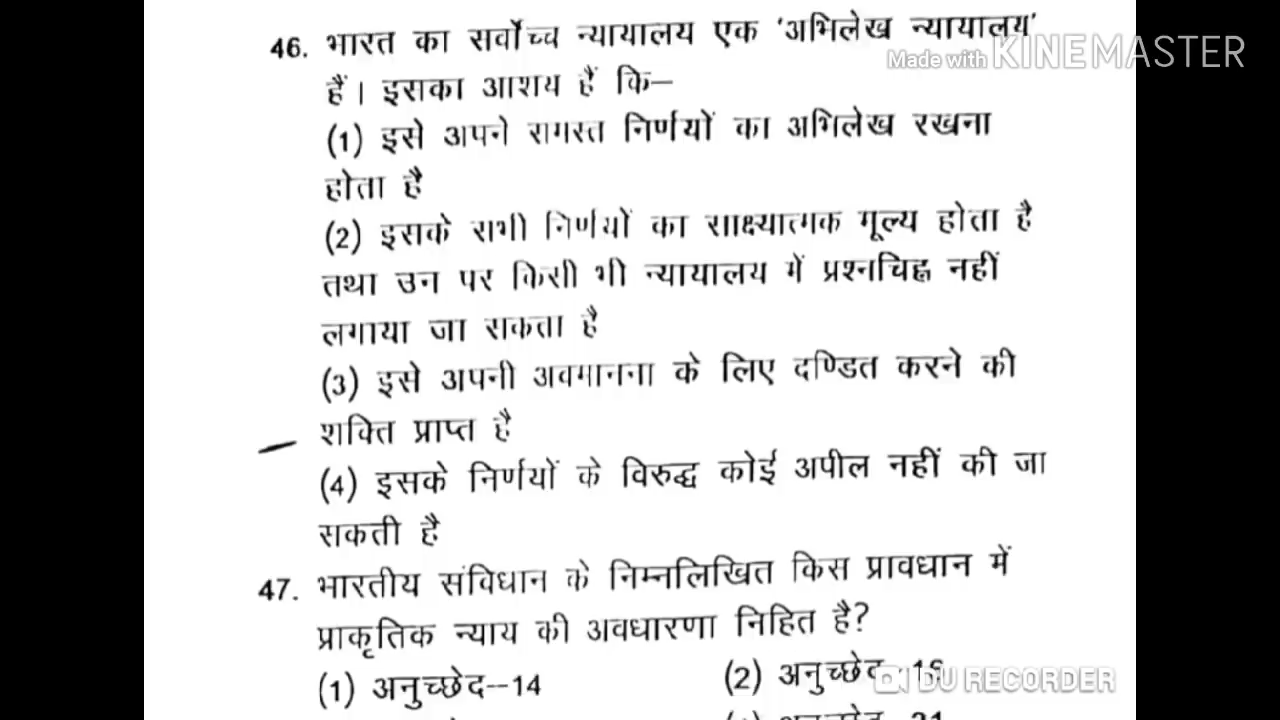 46. भारत का सर्वोच्च न्यायालय एक 'अभिलेख न्यायालय'
Made with KINEMASTER
हैं। इसका आशय हैं कि–
(1) इसे अपने समस्त निर्णयों का अभिलेख रखना
होता है
(2) इसके सभी निर्णयों का साक्ष्यात्मक मूल्य होता है
तथा उन पर किसी भी न्यायालय में प्रश्नचिह्न नहीं
लगाया जा सकता है
(3) इसे अपनी अवमानना के लिए दण्डित करने की
शक्ति प्राप्त है
(4) इसके निर्णयों के विरुद्ध कोई अपील नहीं की जा
सकती है
47. भारतीय संविधान के निम्नलिखित किस प्रावधान में
प्राकृतिक न्याय की अवधारणा निहित है?
(1) अनुच्छेद–14 (2) अनुच्छेद
DU RECORDER